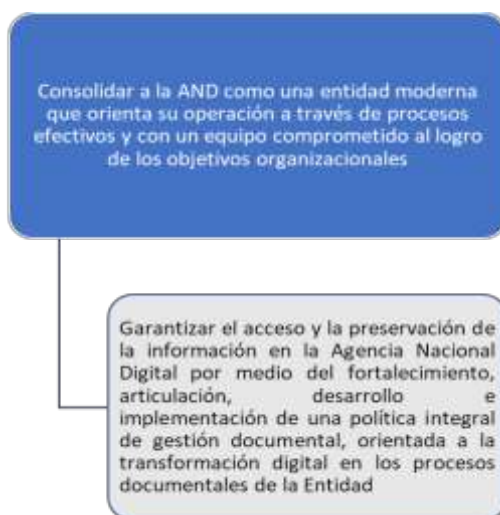 Consolidar a la AND como una entidad moderna
que orienta su operación a través de procesos
efectivos y con un equipo comprometido al logro
de los objetivos organizacionales
Garantizar el acceso y la preservación de
la información en la Agencia Nacional
Digital por medio del fortalecimiento,
articulación, desarrollo e
implementación de una política integral
de gestión documental, orientada a la
transformación digital en los procesos
documentales de la Entidad